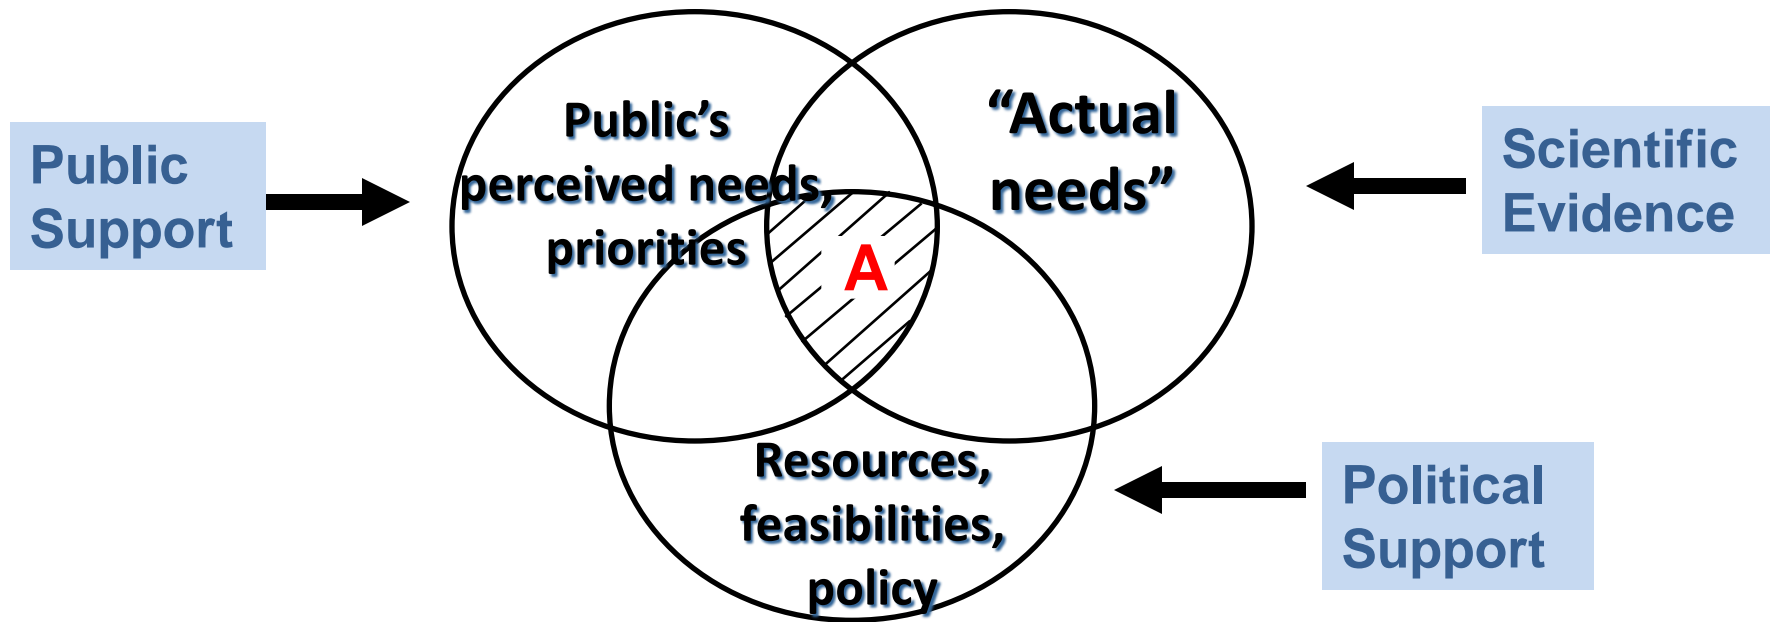 Public
Support
Public’s
perceived needs,
priorities
“Actual
needs”
Scientific
Evidence
A
Resources,
feasibilities,
policy
Political
Support